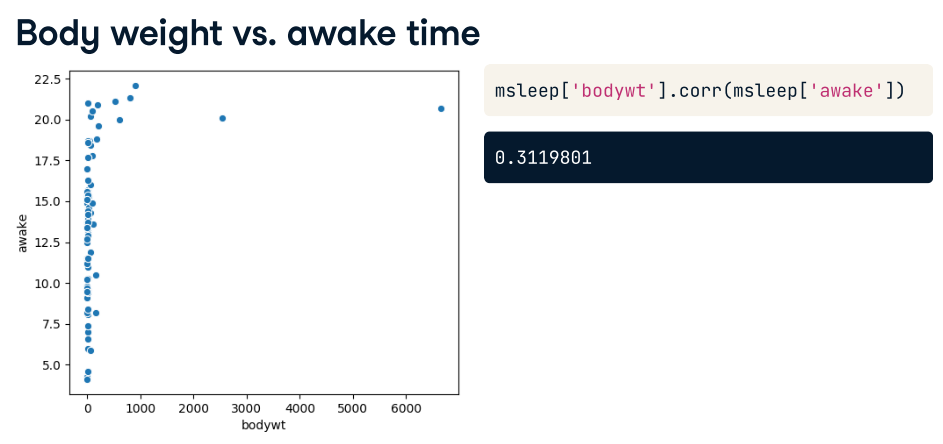 Body weight vs. awake time
22.5
20.0
17.5
15.0
12.5
10.0
7.5
5.0
awake
0 1000 2000 3000 4000 5000 6000
bodywt
msleep['bodywt'].corr(msleep['awake'])
0.3119801